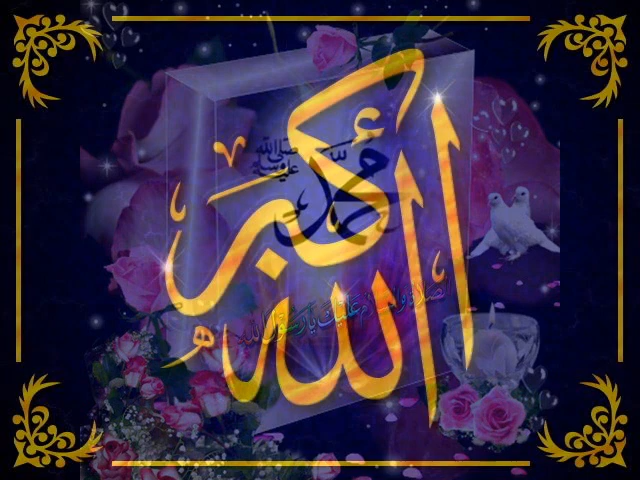 الله أكبر
محمد
صلى الله
عليه وسلم
الصلاة والسلام عليك يا رسول الله